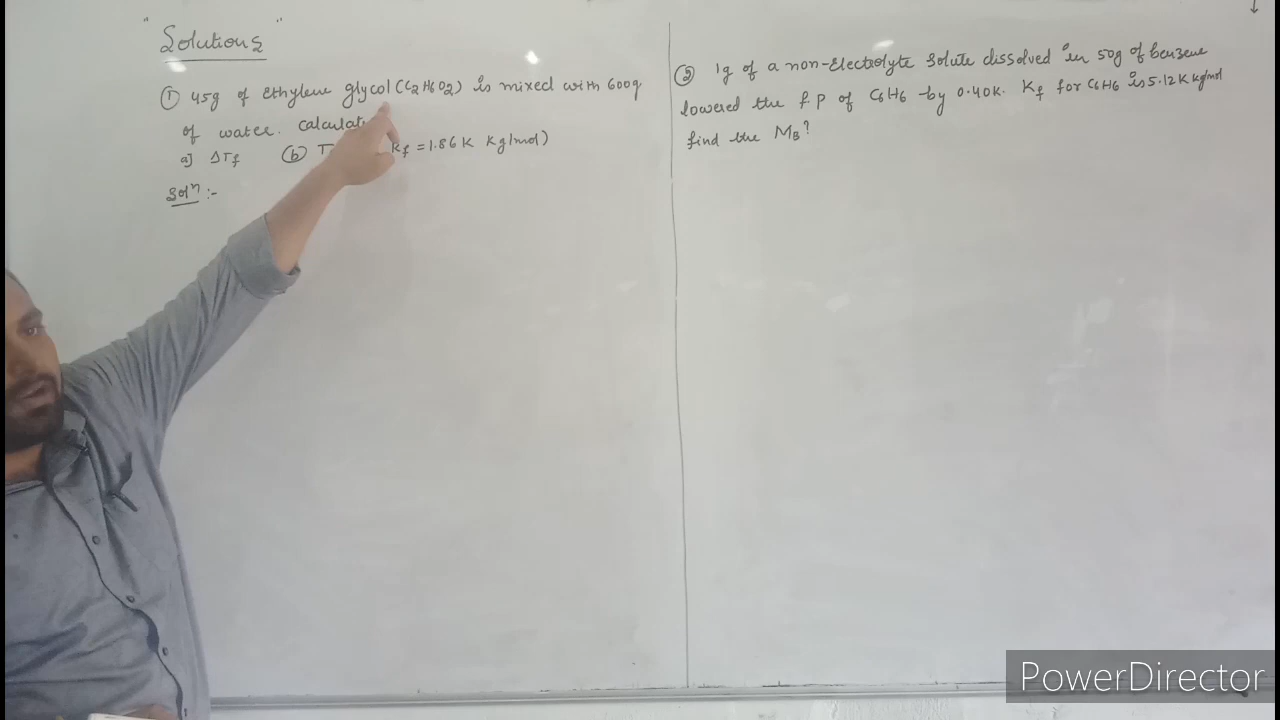 "Solutions"
① 45g of Ethylene glycol (C2H6O2) is mixed with 600g
of water. calculat
a] ΔTf (b) T Kf = 1.86 K Kg/mol)
Solⁿ :-
② 1g of a non-Electrolyte solute dissolved in 50g of benzene
lowered the f.P of C6H6 by 0.40K. Kf for C6H6 is 5.12 K Kg/mol
find the MB?
PowerDirector